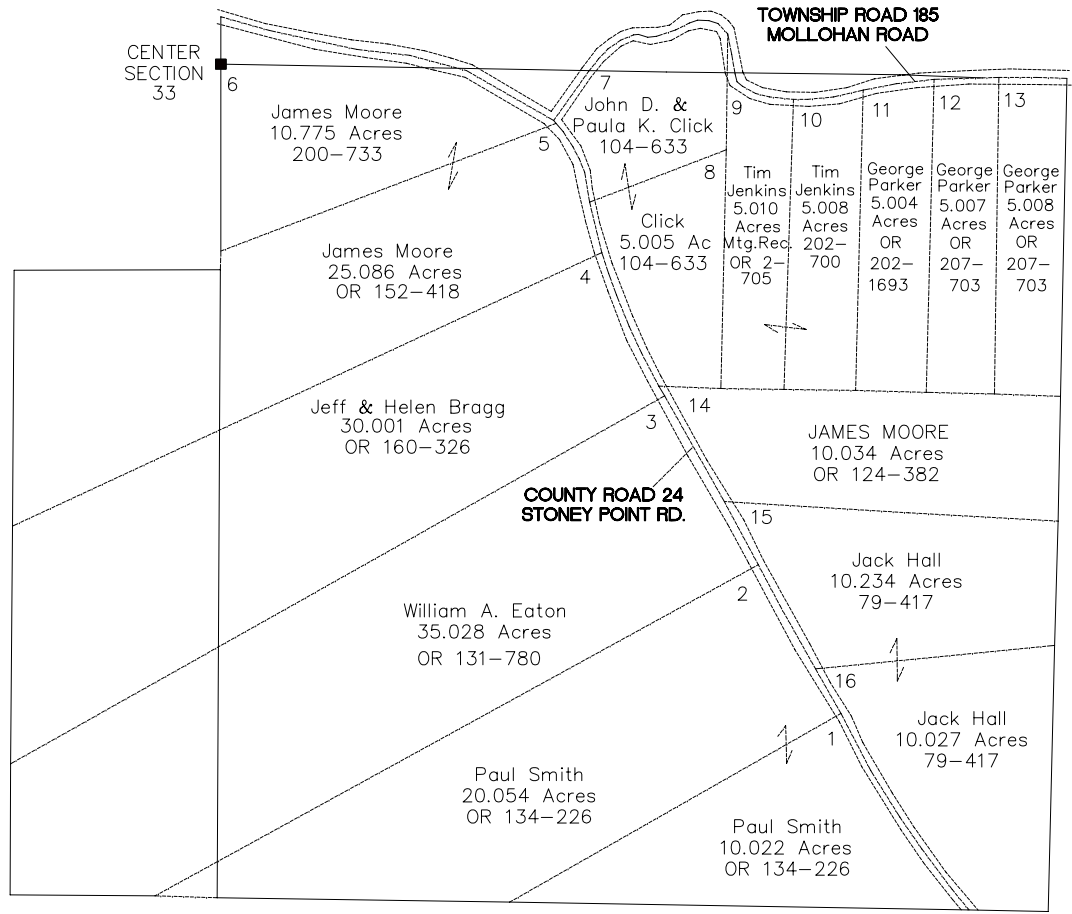 TOWNSHIP ROAD 185
MOLLOHAN ROAD
CENTER
SECTION
33
6
James Moore
10.775 Acres
200-733
5
7
John D. &
Paula K. Click
104-633
8
Click
5.005 Ac
104-633
9
Tim
Jenkins
5.010
Acres
Mtg.Rec.
OR 2-
705
10
Tim
Jenkins
5.008
Acres
202-
700
11
George
Parker
5.004
Acres
OR
202-
1693
12
George
Parker
5.007
Acres
OR
207-
703
13
George
Parker
5.008
Acres
OR
207-
703
James Moore
25.086 Acres
OR 152-418
4
Jeff & Helen Bragg
30.001 Acres
OR 160-326
3
14
JAMES MOORE
10.034 Acres
OR 124-382
COUNTY ROAD 24
STONEY POINT RD.
15
Jack Hall
10.234 Acres
79-417
2
William A. Eaton
35.028 Acres
OR 131-780
16
Jack Hall
10.027 Acres
79-417
1
Paul Smith
20.054 Acres
OR 134-226
Paul Smith
10.022 Acres
OR 134-226